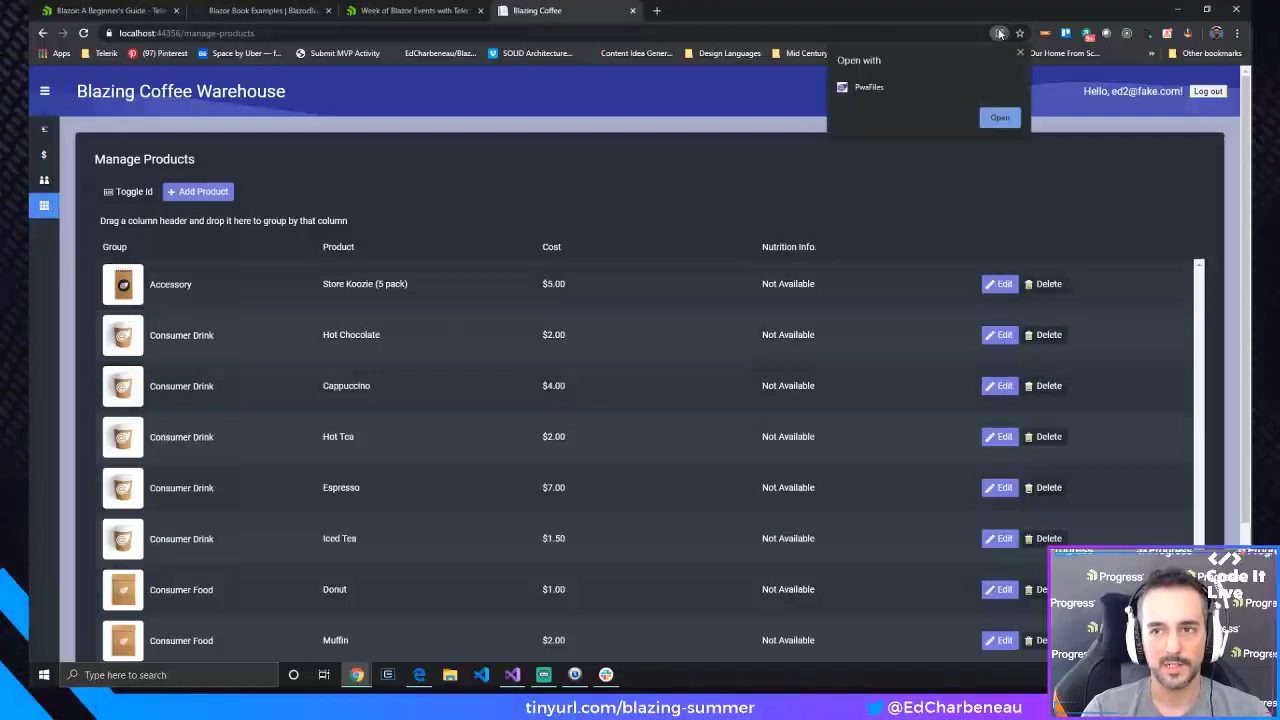 Blazor: A Beginner's Guide - Tele
Blazor Book Examples | BlazorBu
Week of Blazor Events with Teler
Blazing Coffee
localhost:44356/manage-products
Apps
Telerik
(97) Pinterest
Space by Uber — f...
Submit MVP Activity
EdCharbeneau/Blaz...
SOLID Architecture...
Content Idea Gener...
Design Languages
Mid Century
Our Home From Sc...
Other bookmarks
Open with
PwaFiles
Open
Blazing Coffee Warehouse
Hello, ed2@fake.com!
Log out
Manage Products
Toggle Id
+ Add Product
Drag a column header and drop it here to group by that column
Group Product Cost Nutrition Info.
Accessory Store Koozie (5 pack) $5.00 Not Available Edit Delete
Consumer Drink Hot Chocolate $2.00 Not Available Edit Delete
Consumer Drink Cappuccino $4.00 Not Available Edit Delete
Consumer Drink Hot Tea $2.00 Not Available Edit Delete
Consumer Drink Espresso $7.00 Not Available Edit Delete
Consumer Drink Iced Tea $1.50 Not Available Edit Delete
Consumer Food Donut $1.00 Not Available Edit De
Consumer Food Muffin $2.00 Not Available Edit De
Type here to search
Code It
Live
Progress
tinyurl.com/blazing-summer
@EdCharbeneau